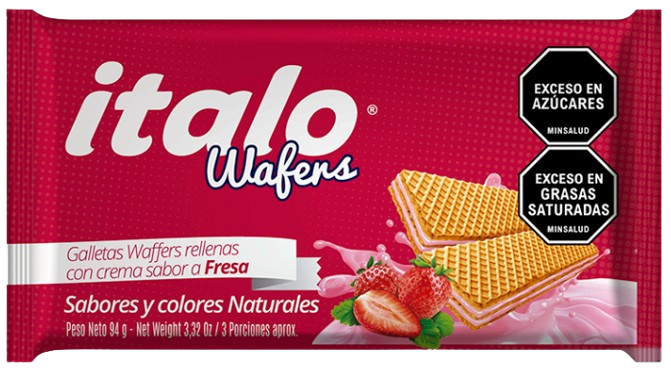 italo®
Wafers
Galletas Waffers rellenas
con crema sabor a Fresa
Sabores y colores Naturales
Peso Neto 94 g - Net Weight 3,32 Oz / 3 Porciones aprox.
EXCESO EN
AZÚCARES
MINSALUD
EXCESO EN
GRASAS
SATURADAS
MINSALUD